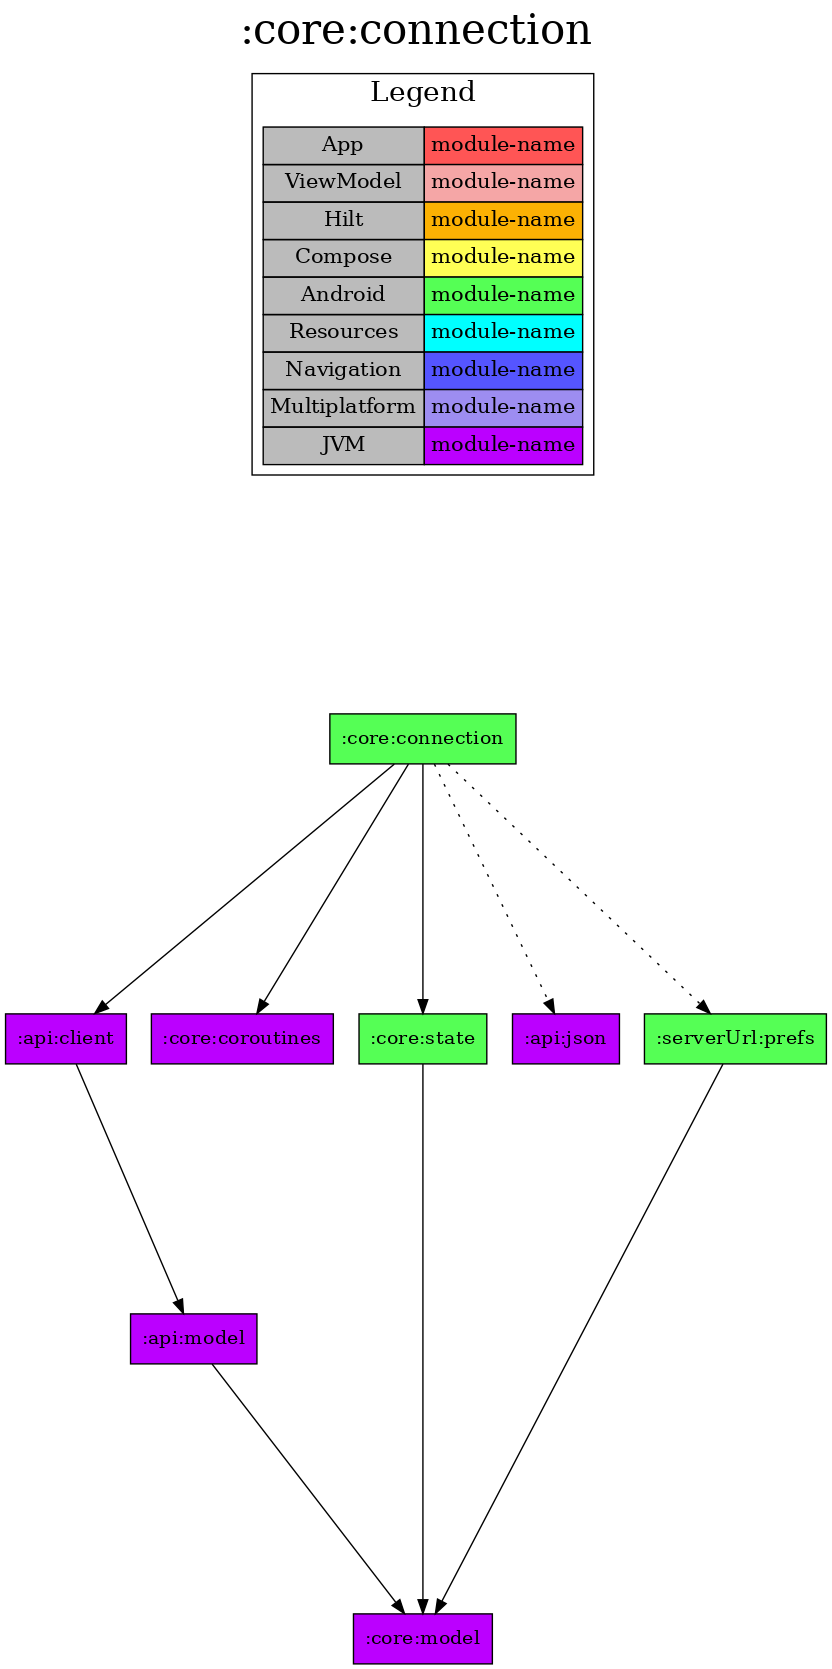 :core:connection
Legend
App module-name
ViewModel module-name
Hilt module-name
Compose module-name
Android module-name
Resources module-name
Navigation module-name
Multiplatform module-name
JVM module-name
:core:connection
:api:client :core:coroutines :core:state :api:json :serverUrl:prefs
:api:model
:core:model